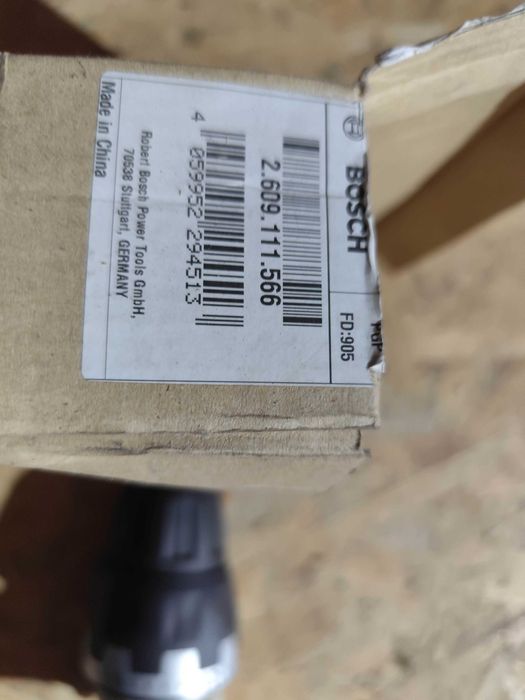 BOSCH
FD:905
2.609.111.566
4 059952 294513
Robert Bosch Power Tools GmbH,
70538 Stuttgart, GERMANY
Made in China